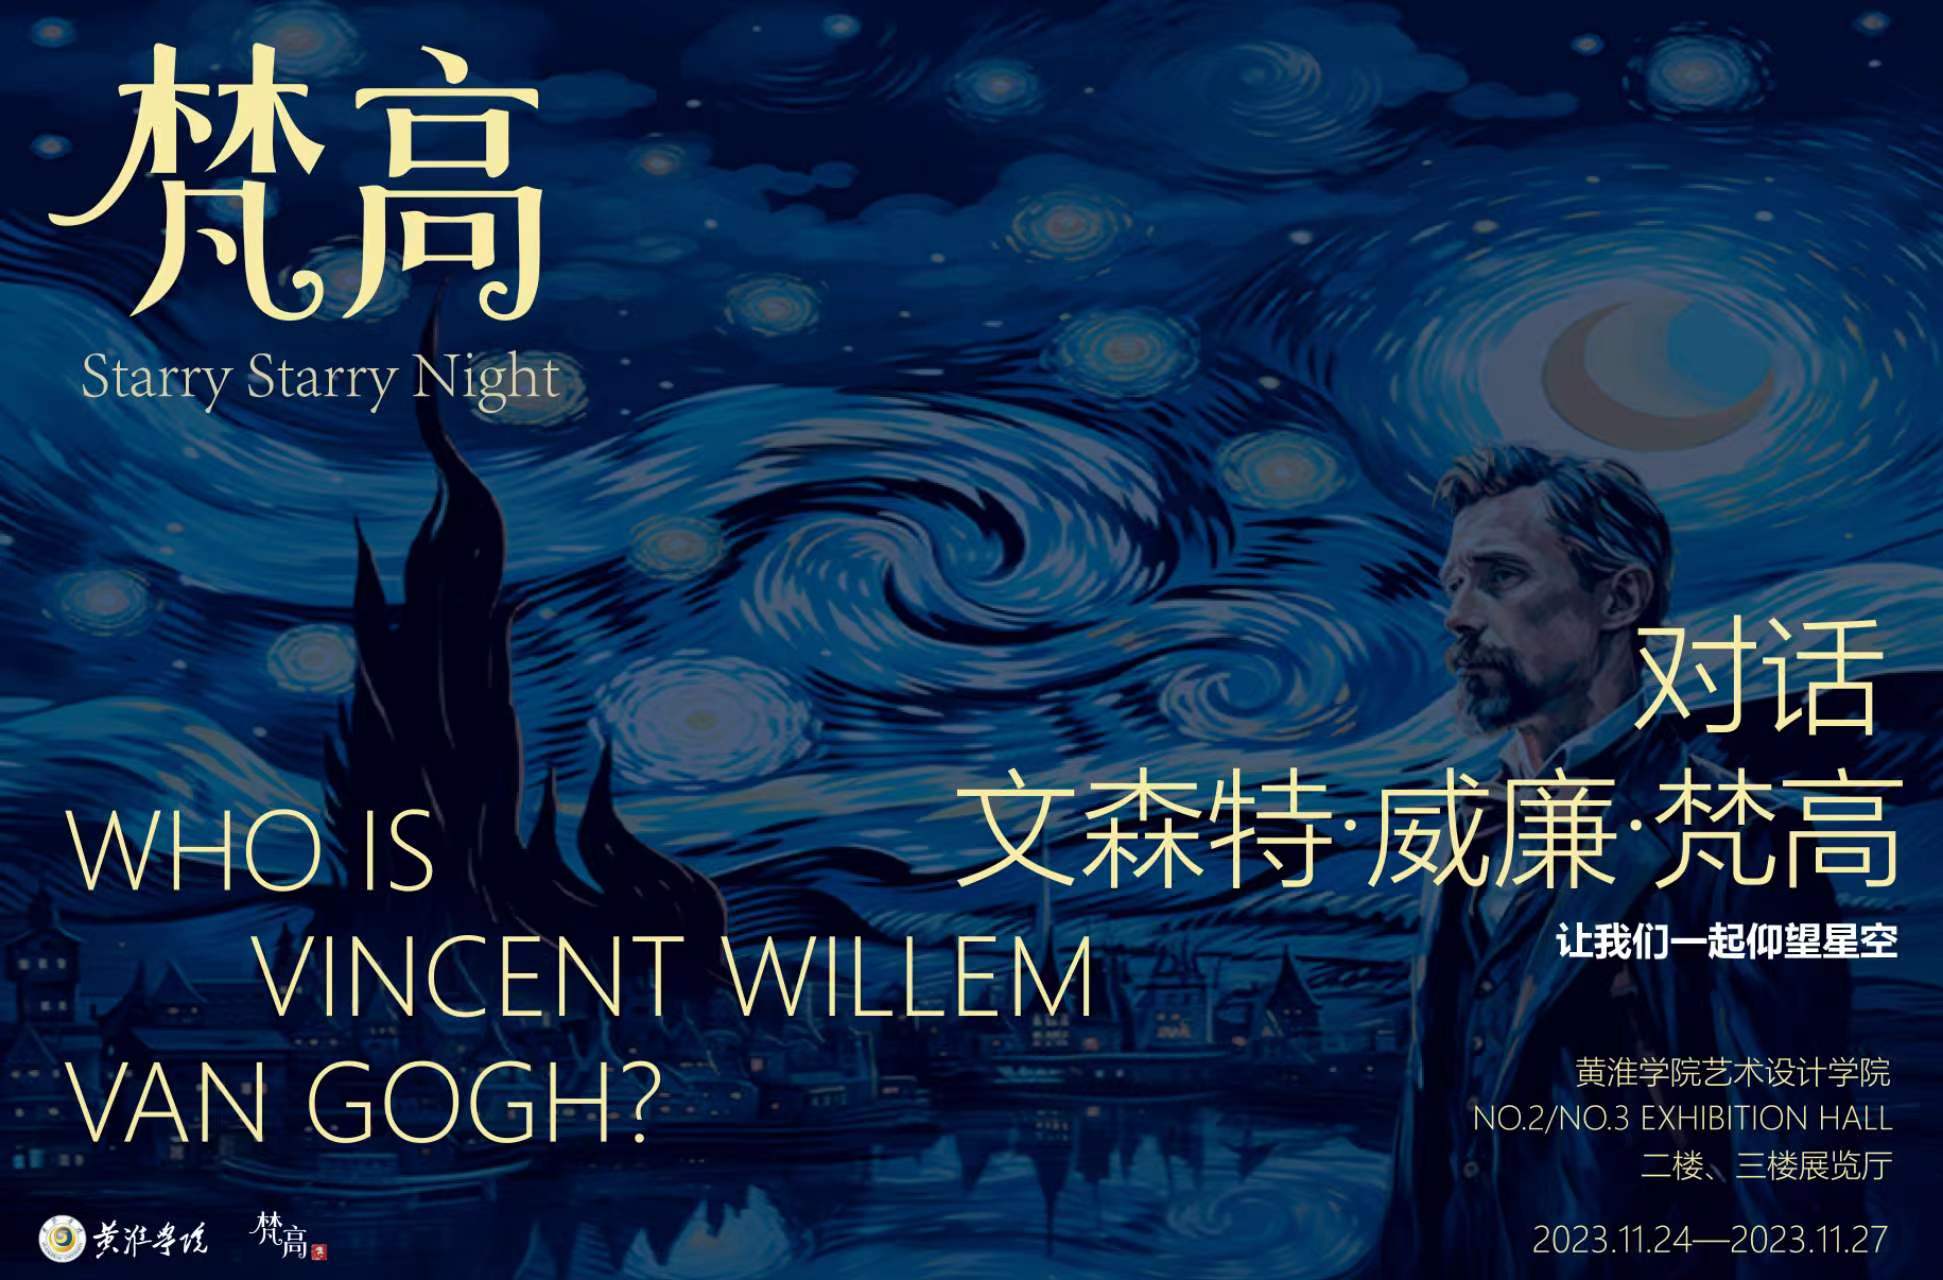 梵高
Starry Starry Night
对话
文森特·威廉·梵高
让我们一起仰望星空
WHO IS
VINCENT WILLEM
VAN GOGH?
黄淮学院艺术设计学院
NO.2/NO.3 EXHIBITION HALL
二楼、三楼展览厅
2023.11.24—2023.11.27
黄淮学院
梵高